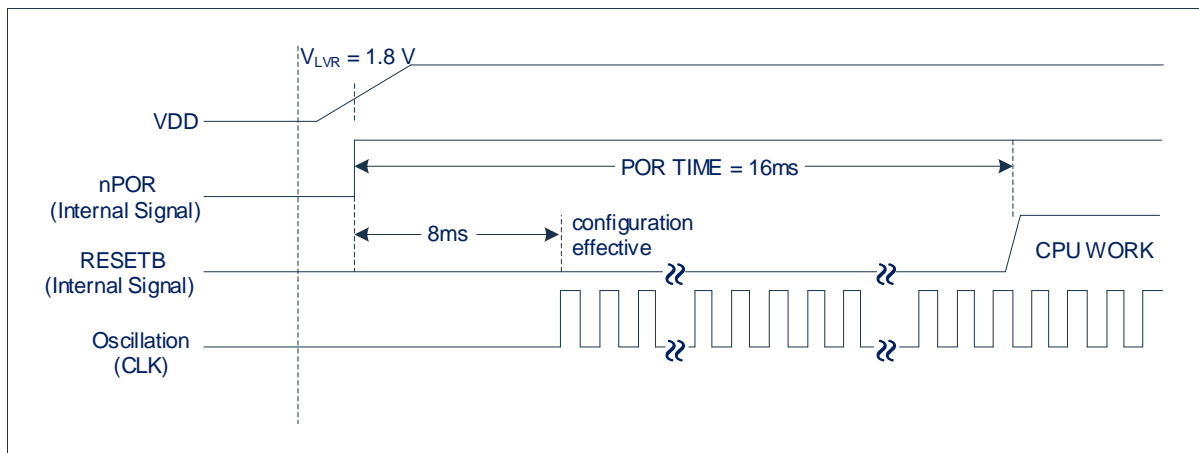 V_LVR = 1.8 V
VDD
POR TIME = 16ms
nPOR
(Internal Signal)
8ms
configuration
effective
RESETB
(Internal Signal)
CPU WORK
Oscillation
(CLK)